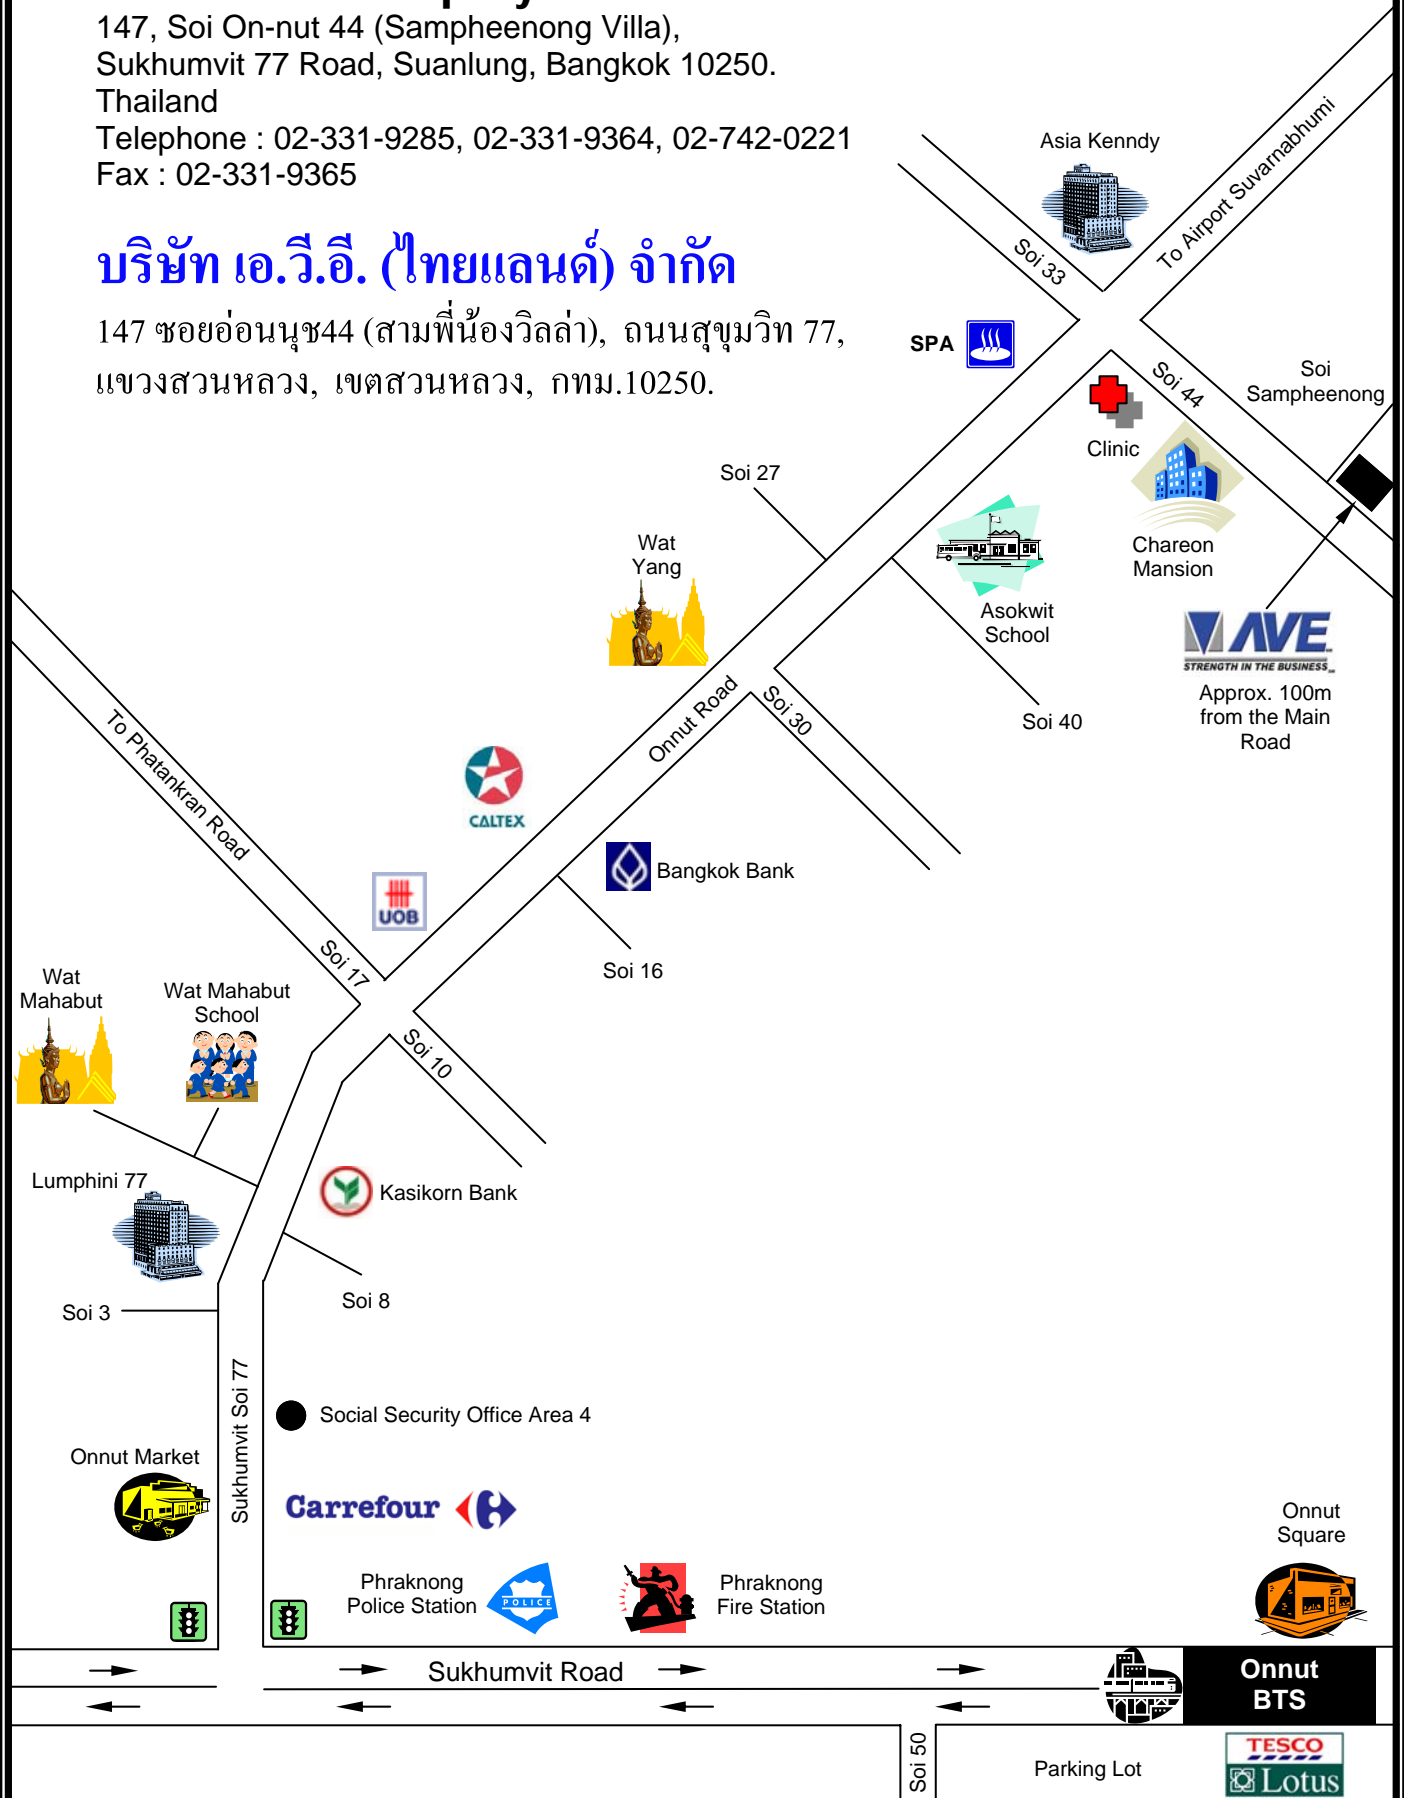 147, Soi On-nut 44 (Sampheenong Villa),
Sukhumvit 77 Road, Suanlung, Bangkok 10250.
Thailand
Telephone : 02-331-9285, 02-331-9364, 02-742-0221
Fax : 02-331-9365
บริษัท เอ.วี.อี. (ไทยแลนด์) จำกัด
147 ซอยอ่อนนุช44 (สามพี่น้องวิลล่า), ถนนสุขุมวิท 77,
แขวงสวนหลวง, เขตสวนหลวง, กทม.10250.
Asia Kenndy
To Airport Suvarnabhumi
Soi 33
SPA
Soi 44
Soi
Sampheenong
Clinic
Soi 27
Chareon
Mansion
Wat
Yang
Asokwit
School
AVE
STRENGTH IN THE BUSINESS
Approx. 100m
from the Main
Road
Soi 40
Onnut Road
Soi 30
To Phatankran Road
CALTEX
Bangkok Bank
UOB
Soi 17
Soi 16
Wat
Mahabut
Wat Mahabut
School
Soi 10
Lumphini 77
Kasikorn Bank
Soi 3
Soi 8
Sukhumvit Soi 77
Social Security Office Area 4
Onnut Market
Carrefour
Onnut
Square
Phraknong
Police Station
POLICE
Phraknong
Fire Station
Sukhumvit Road
Onnut
BTS
Soi 50
Parking Lot
TESCO
Lotus